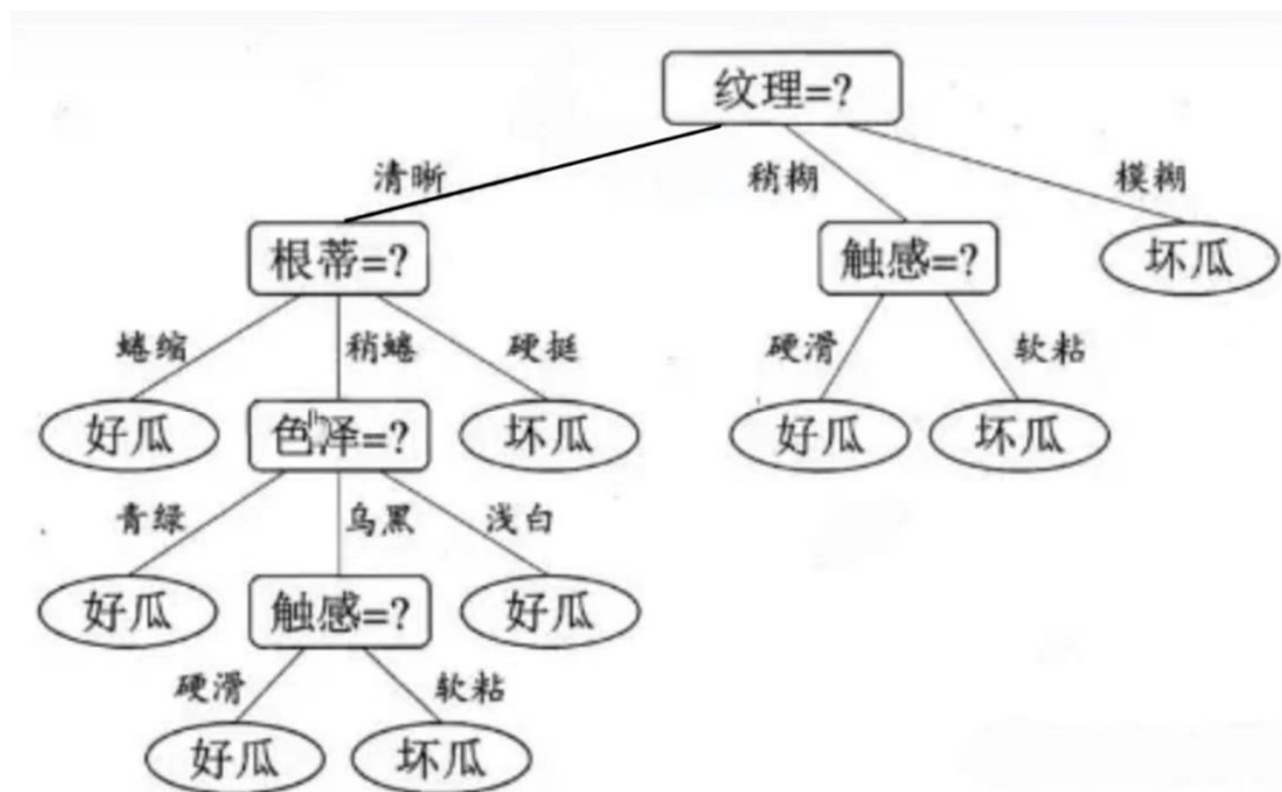 纹理=?
清晰 稍糊 模糊
根蒂=? 触感=? 坏瓜
蜷缩 稍蜷 硬挺 硬滑 软粘
好瓜 色泽=? 坏瓜 好瓜 坏瓜
青绿 乌黑 浅白
好瓜 触感=? 好瓜
硬滑 软粘
好瓜 坏瓜